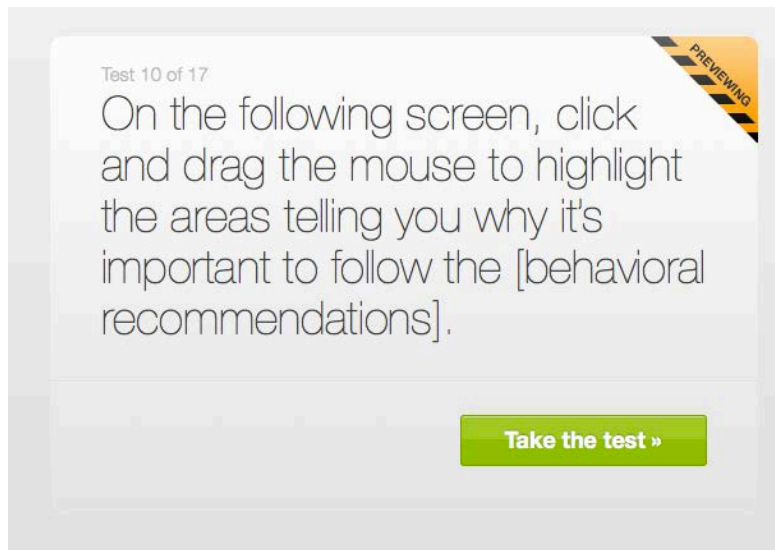 Test 10 of 17
PREVIEWING
On the following screen, click
and drag the mouse to highlight
the areas telling you why it's
important to follow the [behavioral
recommendations].
Take the test »